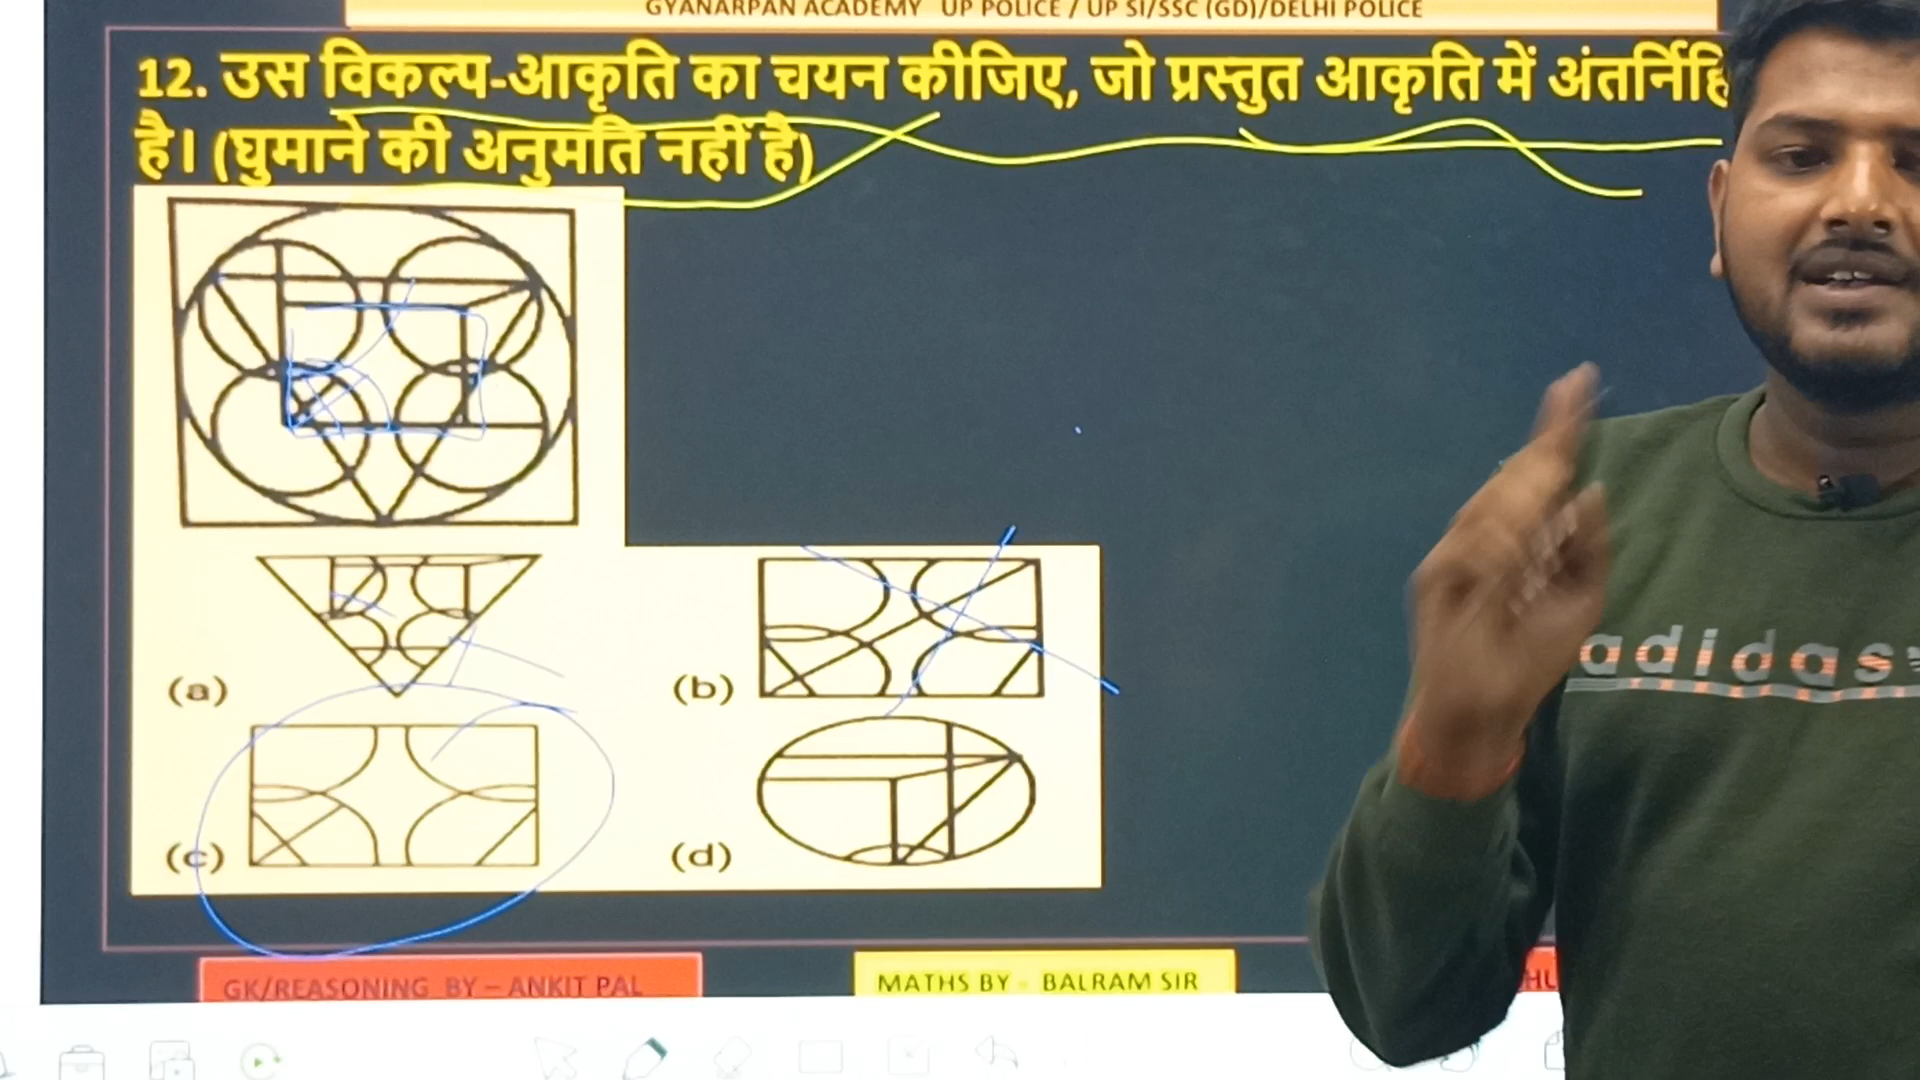 GYANARPAN ACADEMY UP POLICE / UP SI/SSC (GD)/DELHI POLICE
12. उस विकल्प-आकृति का चयन कीजिए, जो प्रस्तुत आकृति में
है। (घुमाने की अनुमति नहीं है)
(a)
(b)
(c)
(d)
adidas
GK/REASONING BY – ANKIT PAL
MATHS BY - BALRAM SIR